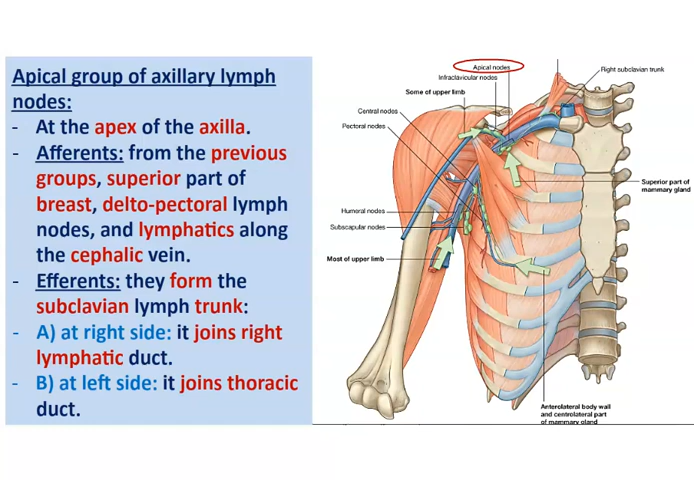 Apical group of axillary lymph
nodes:
- At the apex of the axilla.
- Afferents: from the previous
groups, superior part of
breast, delto-pectoral lymph
nodes, and lymphatics along
the cephalic vein.
- Efferents: they form the
subclavian lymph trunk:
- A) at right side: it joins right
lymphatic duct.
- B) at left side: it joins thoracic
duct.
Apical nodes
Infraclavicular nodes
Right subclavian trunk
Some of upper limb
Central nodes
Pectoral nodes
Superior part of
mammary gland
Humeral nodes
Subscapular nodes
Most of upper limb
Anterolateral body wall
and centrolateral part
of mammary gland